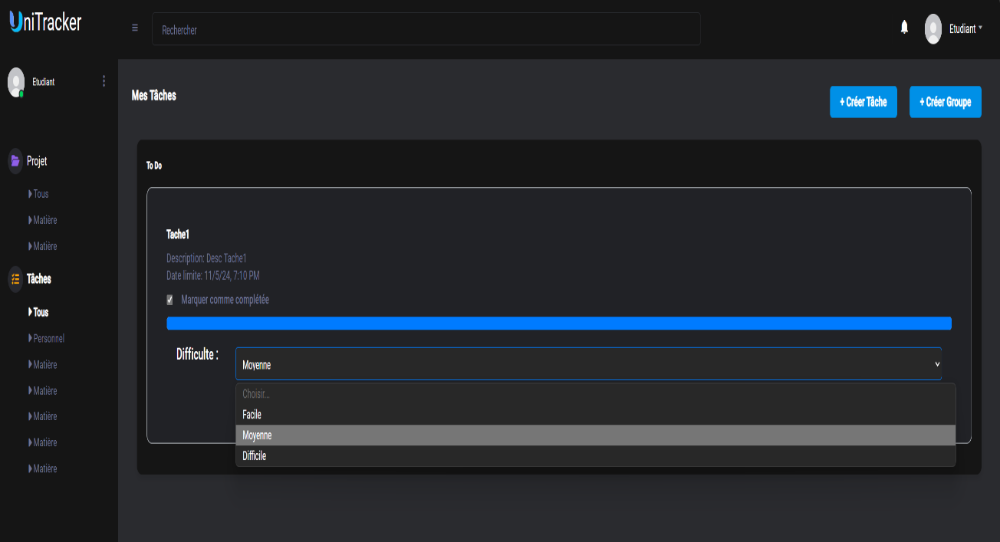 UniTracker
Rechercher
Etudiant
Etudiant
Projet
Tous
Matière
Matière
Tâches
Tous
Personnel
Matière
Matière
Matière
Matière
Matière
Mes Tâches
+ Créer Tâche
+ Créer Groupe
To Do
Tache1
Description: Desc Tache1
Date limite: 11/5/24, 7:10 PM
Marquer comme complétée
Difficulte :
Moyenne
Choisir...
Facile
Moyenne
Difficile